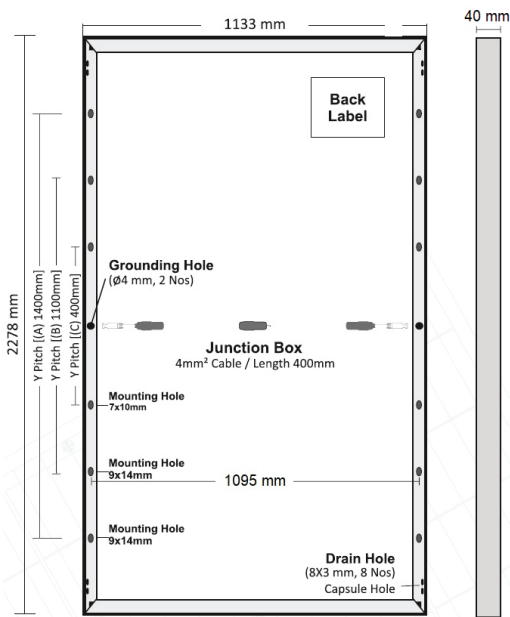 1133 mm
40 mm
Back
Label
2278 mm
Y Pitch [(A) 1400mm]
Y Pitch [(B) 1100mm]
Y Pitch [(C) 400mm]
Grounding Hole
(Ø4 mm, 2 Nos)
Junction Box
4mm² Cable / Length 400mm
Mounting Hole
7x10mm
Mounting Hole
9x14mm
1095 mm
Mounting Hole
9x14mm
Drain Hole
(8X3 mm, 8 Nos)
Capsule Hole